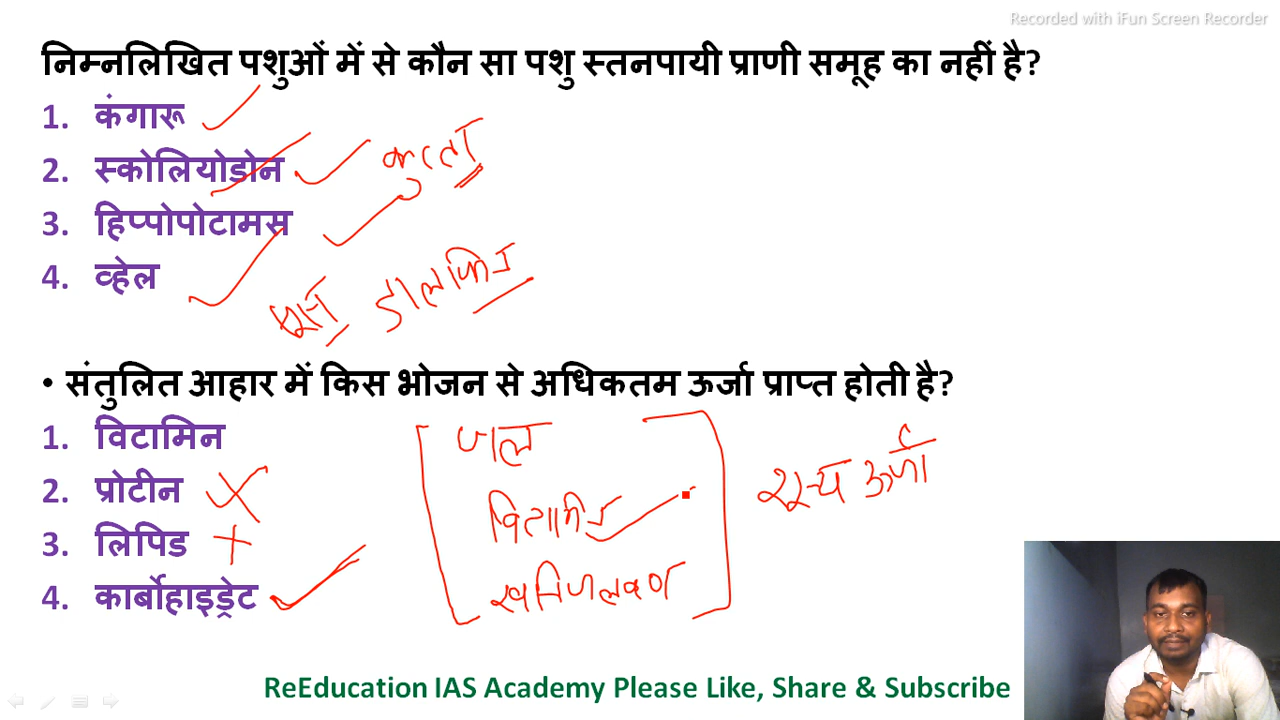 Recorded with iFun Screen Recorder
निम्नलिखित पशुओं में से कौन सा पशु स्तनपायी प्राणी समूह का नहीं है?
1. कंगारू
2. स्कोलियोडोन
3. हिप्पोपोटामस
4. व्हेल
डालफिन
• संतुलित आहार में किस भोजन से अधिकतम ऊर्जा प्राप्त होती है?
1. विटामिन
2. प्रोटीन
3. लिपिड
4. कार्बोहाइड्रेट
जल
विटामिन
खनिजलवण
शून्य ऊर्जा
ReEducation IAS Academy Please Like, Share & Subscribe